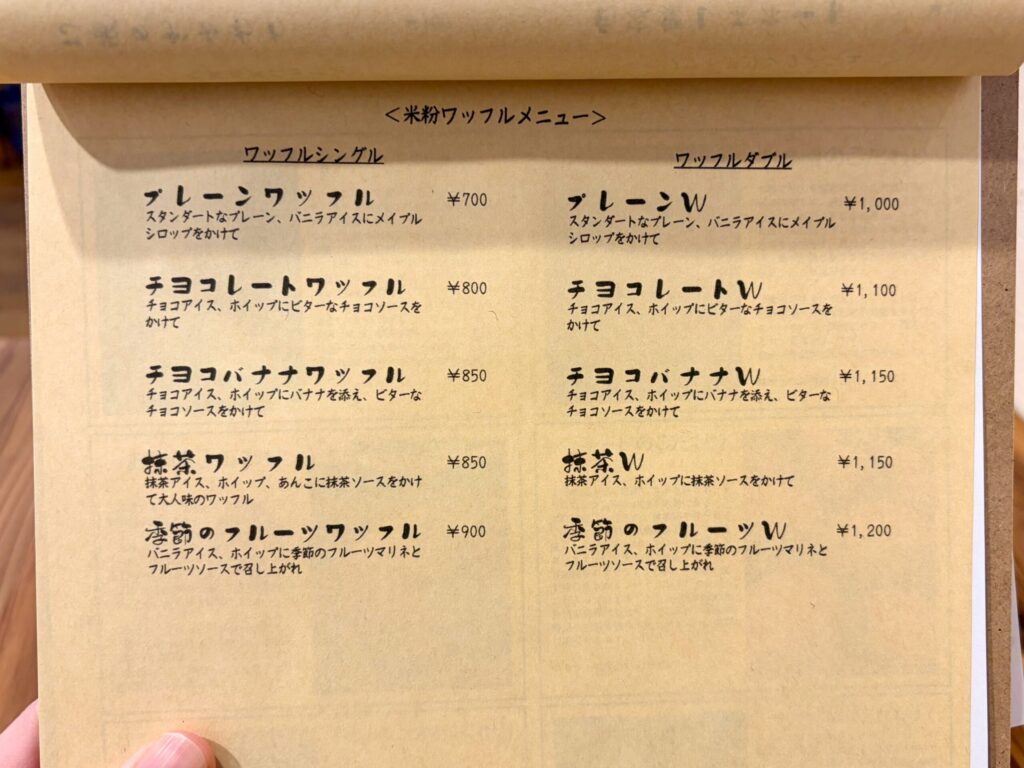 ＜米粉ワッフルメニュー＞
ワッフルシングル
プレーンワッフル ￥700
スタンダートなプレーン、バニラアイスにメイプル
シロップをかけて
チヨコレートワッフル ￥800
チョコアイス、ホイップにビターなチョコソースを
かけて
チヨコバナナワッフル ￥850
チョコアイス、ホイップにバナナを添え、ビターな
チョコソースをかけて
抹茶ワッフル ￥850
抹茶アイス、ホイップ、あんこに抹茶ソースをかけ
て大人味のワッフル
季節のフルーツワッフル ￥900
バニラアイス、ホイップに季節のフルーツマリネと
フルーツソースで召し上がれ
ワッフルダブル
プレーンW ￥1,000
スタンダートなプレーン、バニラアイスにメイプル
シロップをかけて
チヨコレートW ￥1,100
チョコアイス、ホイップにビターなチョコソースを
かけて
チヨコバナナW ￥1,150
チョコアイス、ホイップにバナナを添え、ビターな
チョコソースをかけて
抹茶W ￥1,150
抹茶アイス、ホイップに抹茶ソースをかけて
季節のフルーツW ￥1,200
バニラアイス、ホイップに季節のフルーツマリネと
フルーツソースで召し上がれ